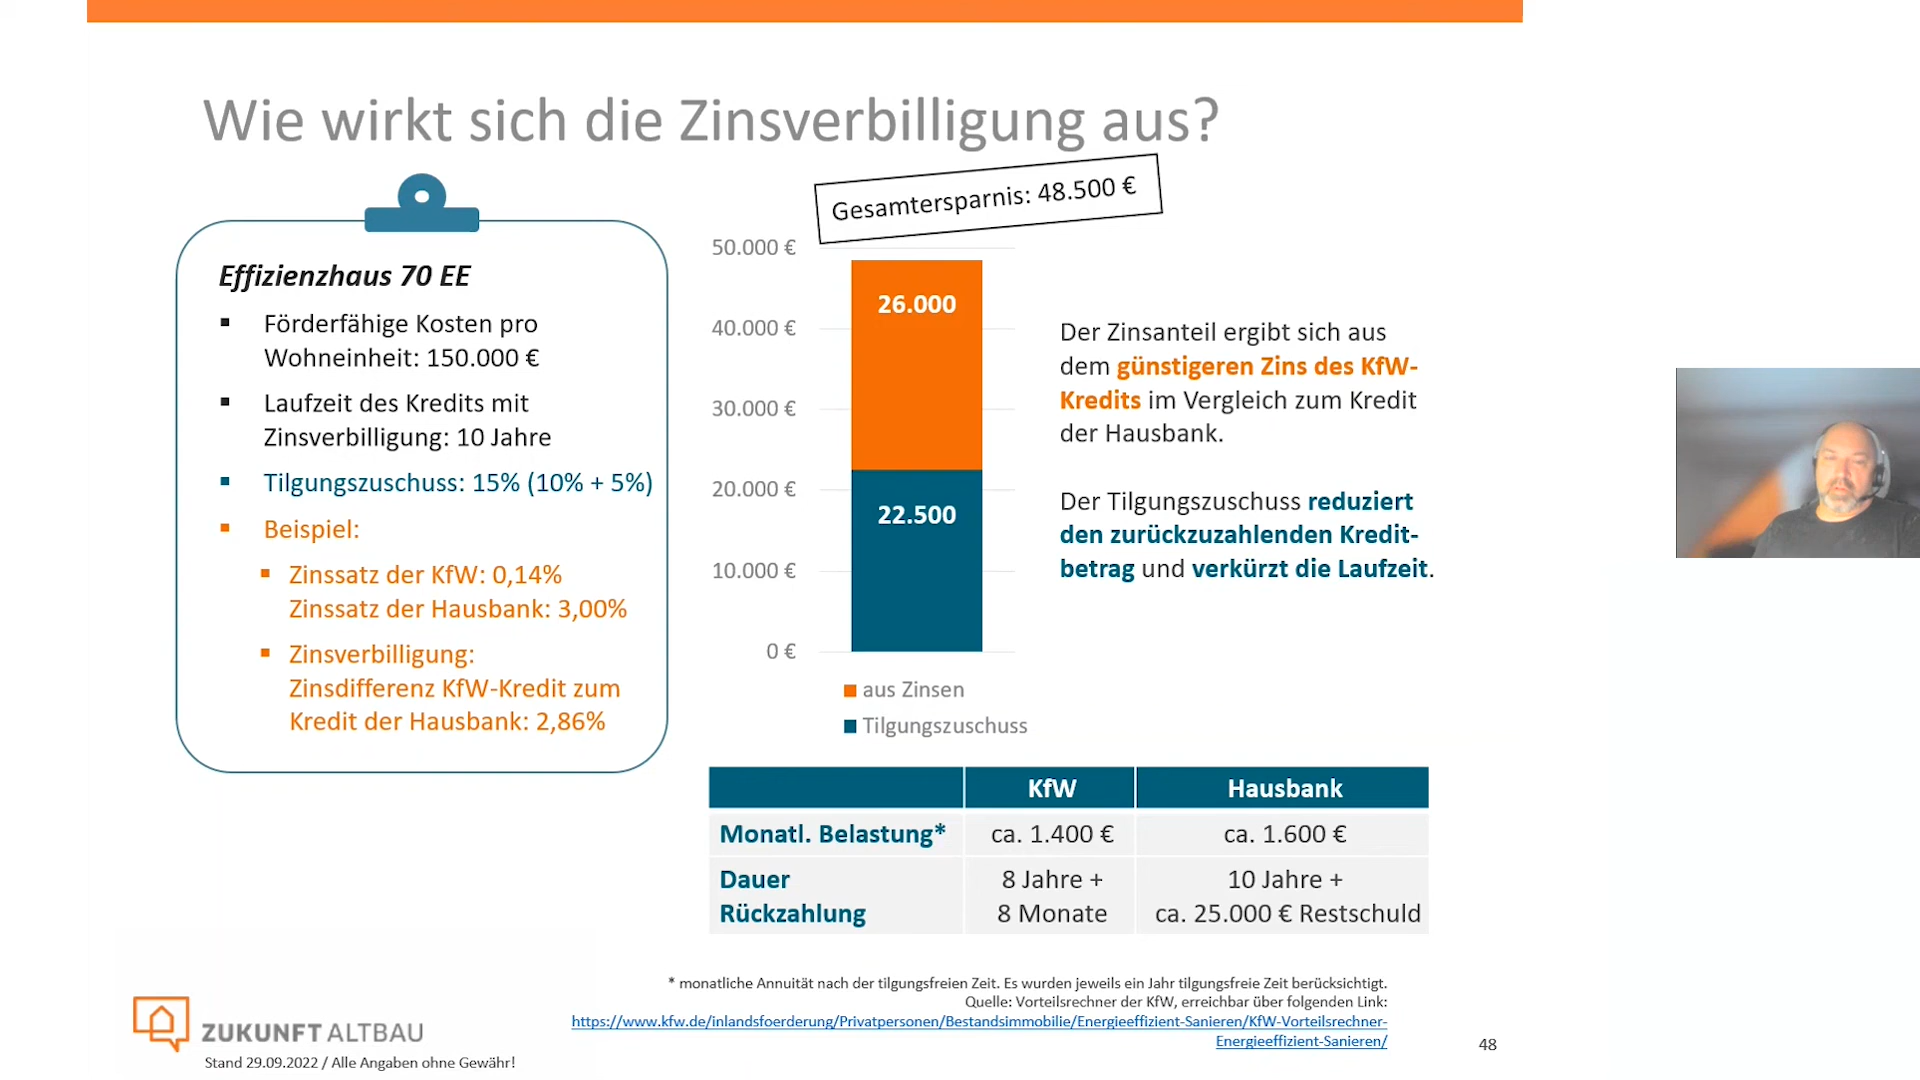 Wie wirkt sich die Zinsverbilligung aus?
Effizienzhaus 70 EE
▪ Förderfähige Kosten pro
Wohneinheit: 150.000 €
▪ Laufzeit des Kredits mit
Zinsverbilligung: 10 Jahre
▪ Tilgungszuschuss: 15% (10% + 5%)
▪ Beispiel:
▪ Zinssatz der KfW: 0,14%
Zinssatz der Hausbank: 3,00%
▪ Zinsverbilligung:
Zinsdifferenz KfW-Kredit zum
Kredit der Hausbank: 2,86%
Gesamtersparnis: 48.500 €
50.000 €
40.000 €
30.000 €
20.000 €
10.000 €
0 €
26.000
22.500
aus Zinsen
Tilgungszuschuss
Der Zinsanteil ergibt sich aus
dem günstigeren Zins des KfW-
Kredits im Vergleich zum Kredit
der Hausbank.
Der Tilgungszuschuss reduziert
den zurückzuzahlenden Kredit-
betrag und verkürzt die Laufzeit.
KfW Hausbank
Monatl. Belastung* ca. 1.400 € ca. 1.600 €
Dauer 8 Jahre + 10 Jahre +
Rückzahlung 8 Monate ca. 25.000 € Restschuld
* monatliche Annuität nach der tilgungsfreien Zeit. Es wurden jeweils ein Jahr tilgungsfreie Zeit berücksichtigt.
Quelle: Vorteilsrechner der KfW, erreichbar über folgenden Link:
https://www.kfw.de/inlandsfoerderung/Privatpersonen/Bestandsimmobilie/Energieeffizient-Sanieren/KfW-Vorteilsrechner-
Energieeffizient-Sanieren/
ZUKUNFT ALTBAU
Stand 29.09.2022 / Alle Angaben ohne Gewähr!
48